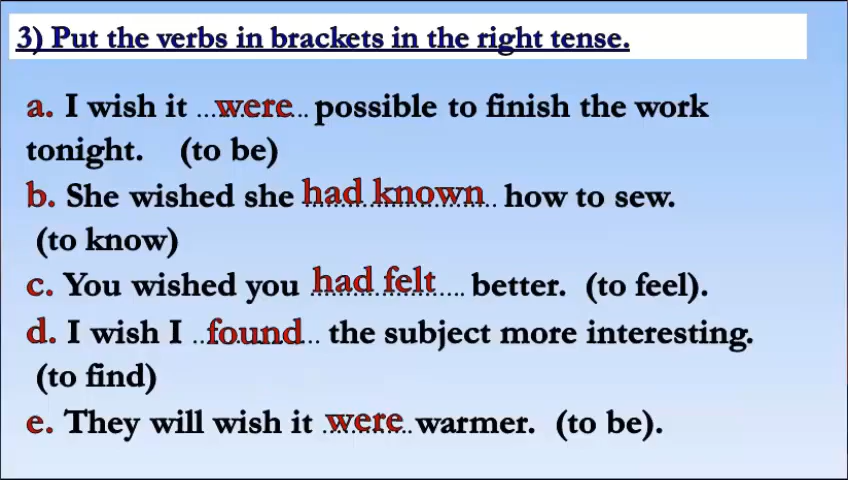 3) Put the verbs in brackets in the right tense.
a. I wish it ...were... possible to finish the work
tonight. (to be)
b. She wished she had known how to sew.
(to know)
c. You wished you had felt.... better. (to feel).
d. I wish I ..found... the subject more interesting.
(to find)
e. They will wish it were warmer. (to be).